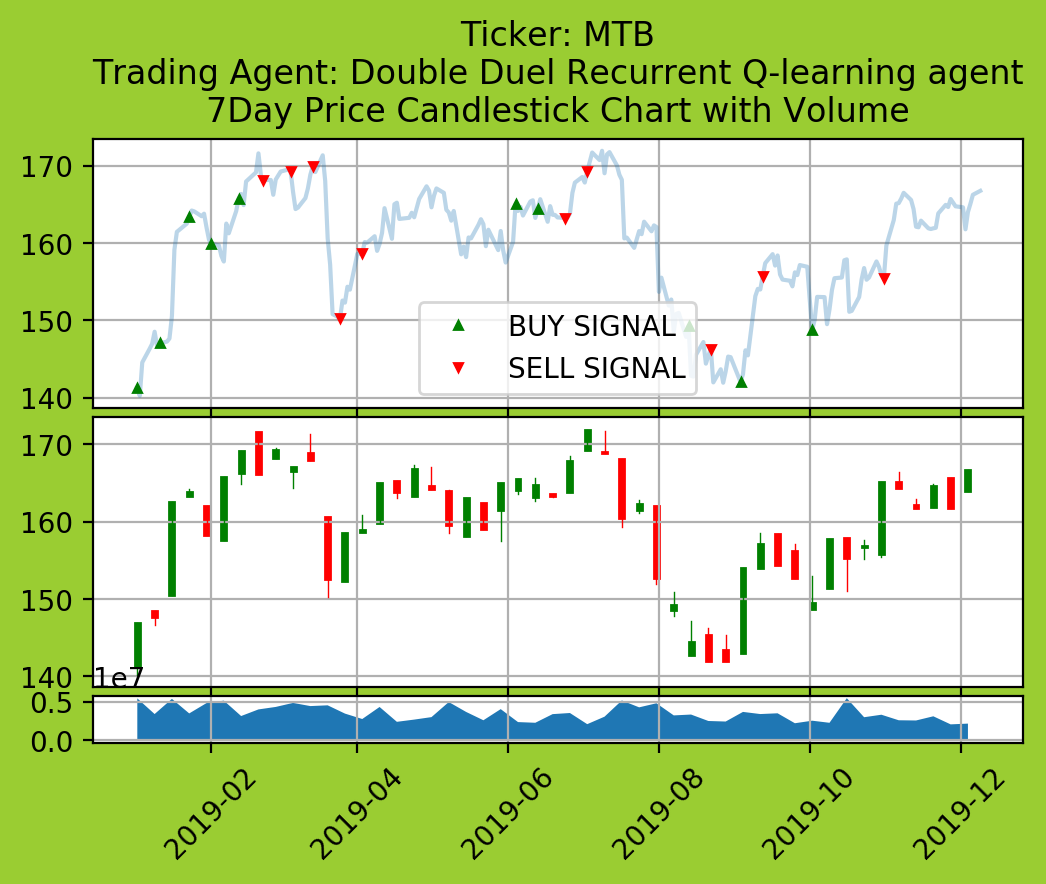 Ticker: MTB
Trading Agent: Double Duel Recurrent Q-learning agent
7Day Price Candlestick Chart with Volume
170
160
150
140
BUY SIGNAL
SELL SIGNAL
170
160
150
140
1e7
0.5
0.0
2019-02
2019-04
2019-06
2019-08
2019-10
2019-12